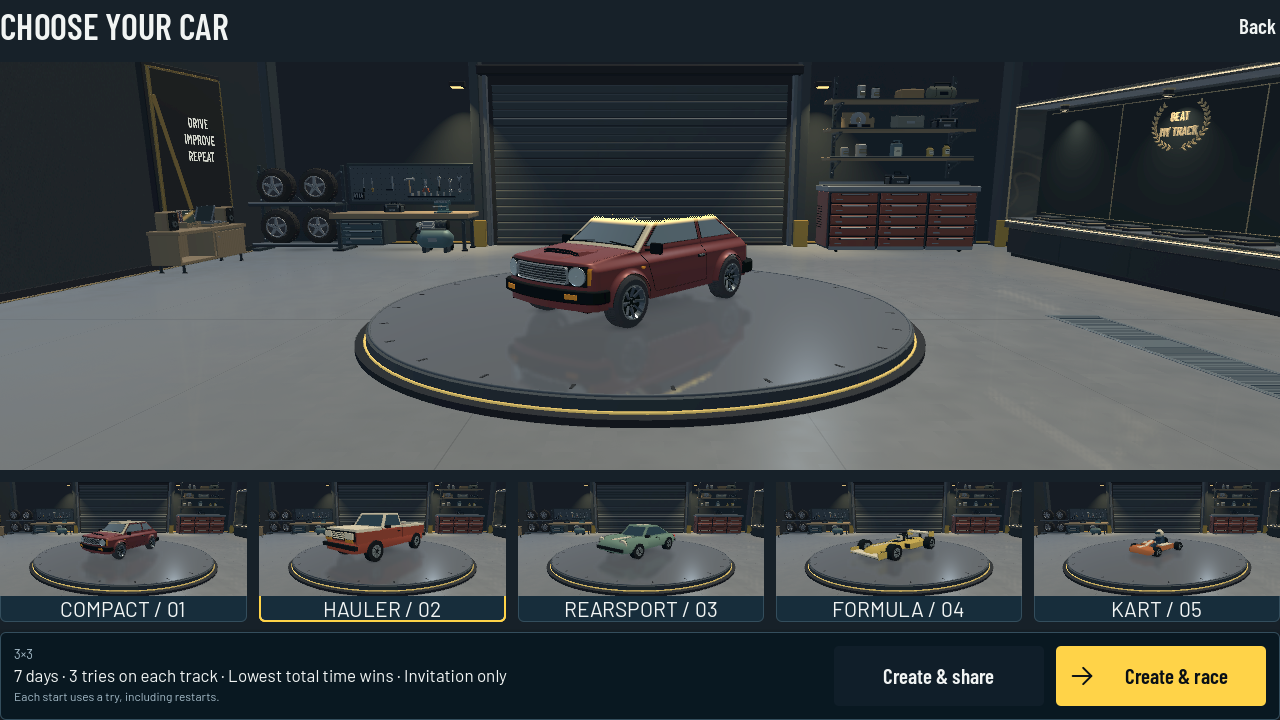 CHOOSE YOUR CAR
Back
DRIVE
IMPROVE
REPEAT
BEAT
MY TRACK
COMPACT / 01
HAULER / 02
REARSPORT / 03
FORMULA / 04
KART / 05
3×3
7 days · 3 tries on each track · Lowest total time wins · Invitation only
Each start uses a try, including restarts.
Create & share
→ Create & race